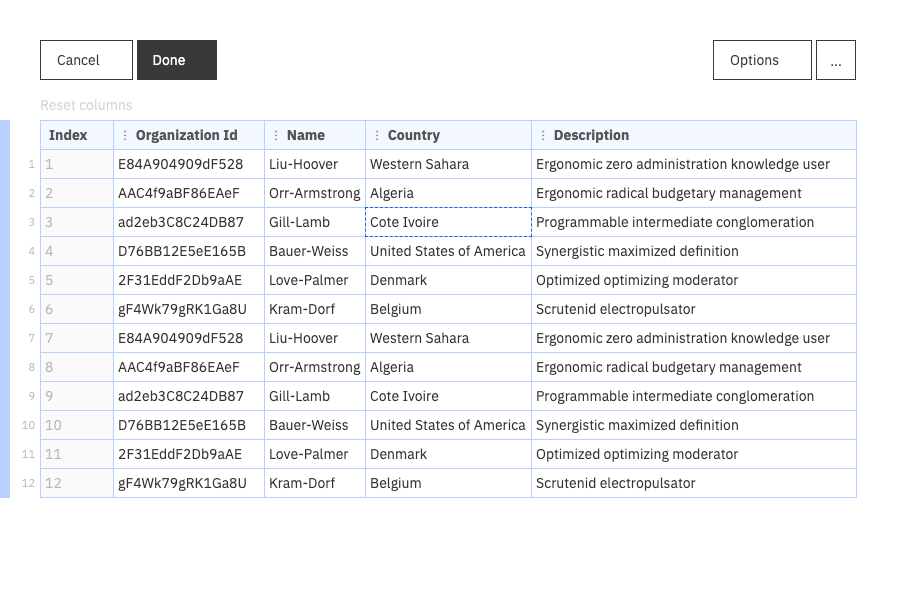 Cancel Done Options ...
Reset columns
Index Organization Id Name Country Description
1 1 E84A904909dF528 Liu-Hoover Western Sahara Ergonomic zero administration knowledge user
2 2 AAC4f9aBF86EAeF Orr-Armstrong Algeria Ergonomic radical budgetary management
3 3 ad2eb3C8C24DB87 Gill-Lamb Cote Ivoire Programmable intermediate conglomeration
4 4 D76BB12E5eE165B Bauer-Weiss United States of America Synergistic maximized definition
5 5 2F31EddF2Db9aAE Love-Palmer Denmark Optimized optimizing moderator
6 6 gF4Wk79gRK1Ga8U Kram-Dorf Belgium Scrutenid electropulsator
7 7 E84A904909dF528 Liu-Hoover Western Sahara Ergonomic zero administration knowledge user
8 8 AAC4f9aBF86EAeF Orr-Armstrong Algeria Ergonomic radical budgetary management
9 9 ad2eb3C8C24DB87 Gill-Lamb Cote Ivoire Programmable intermediate conglomeration
10 10 D76BB12E5eE165B Bauer-Weiss United States of America Synergistic maximized definition
11 11 2F31EddF2Db9aAE Love-Palmer Denmark Optimized optimizing moderator
12 12 gF4Wk79gRK1Ga8U Kram-Dorf Belgium Scrutenid electropulsator